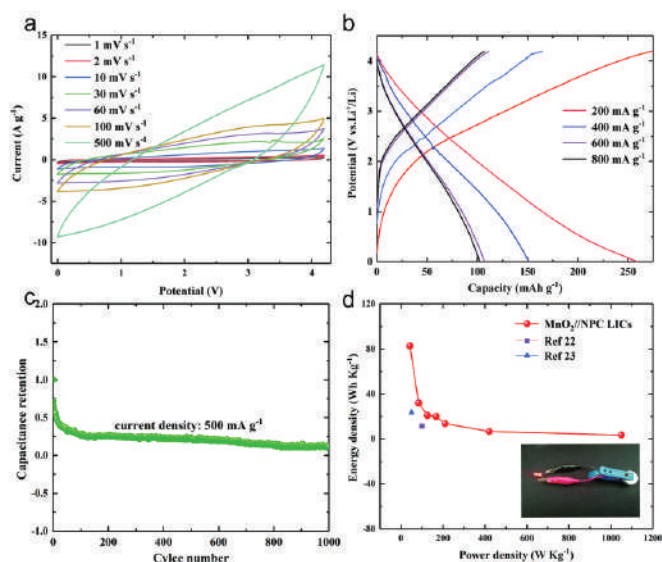 a
1 mV s-1
2 mV s-1
10 mV s-1
30 mV s-1
60 mV s-1
100 mV s-1
500 mV s-1
15
10
5
0
-5
-10
0 1 2 3 4
Current (A g-1)
Potential (V)
b
200 mA g-1
400 mA g-1
600 mA g-1
800 mA g-1
4
3
2
1
0
0 50 100 150 200 250
Potential (V vs.Li+/Li)
Capacity (mAh g-1)
c
2.0
1.5
1.0
0.5
0.0
-0.5
-1.0
current density: 500 mA g-1
0 200 400 600 800 1000
Capacitance retention
Cylce number
d
MnO2//NPC LICs
Ref 22
Ref 23
120
80
40
0
-40
-80
0 200 400 600 800 1000 1200
Energy density (Wh Kg-1)
Power density (W Kg-1)